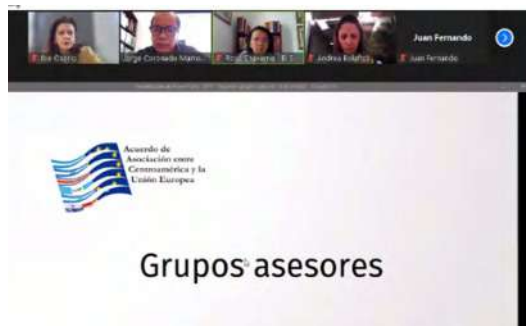 Juan Fernando
Jorge Coronado Marro...
Andrea Bolaños
Juan Fernando
Acuerdo de
Asociación entre
Centroamérica y la
Unión Europea
Grupos asesores